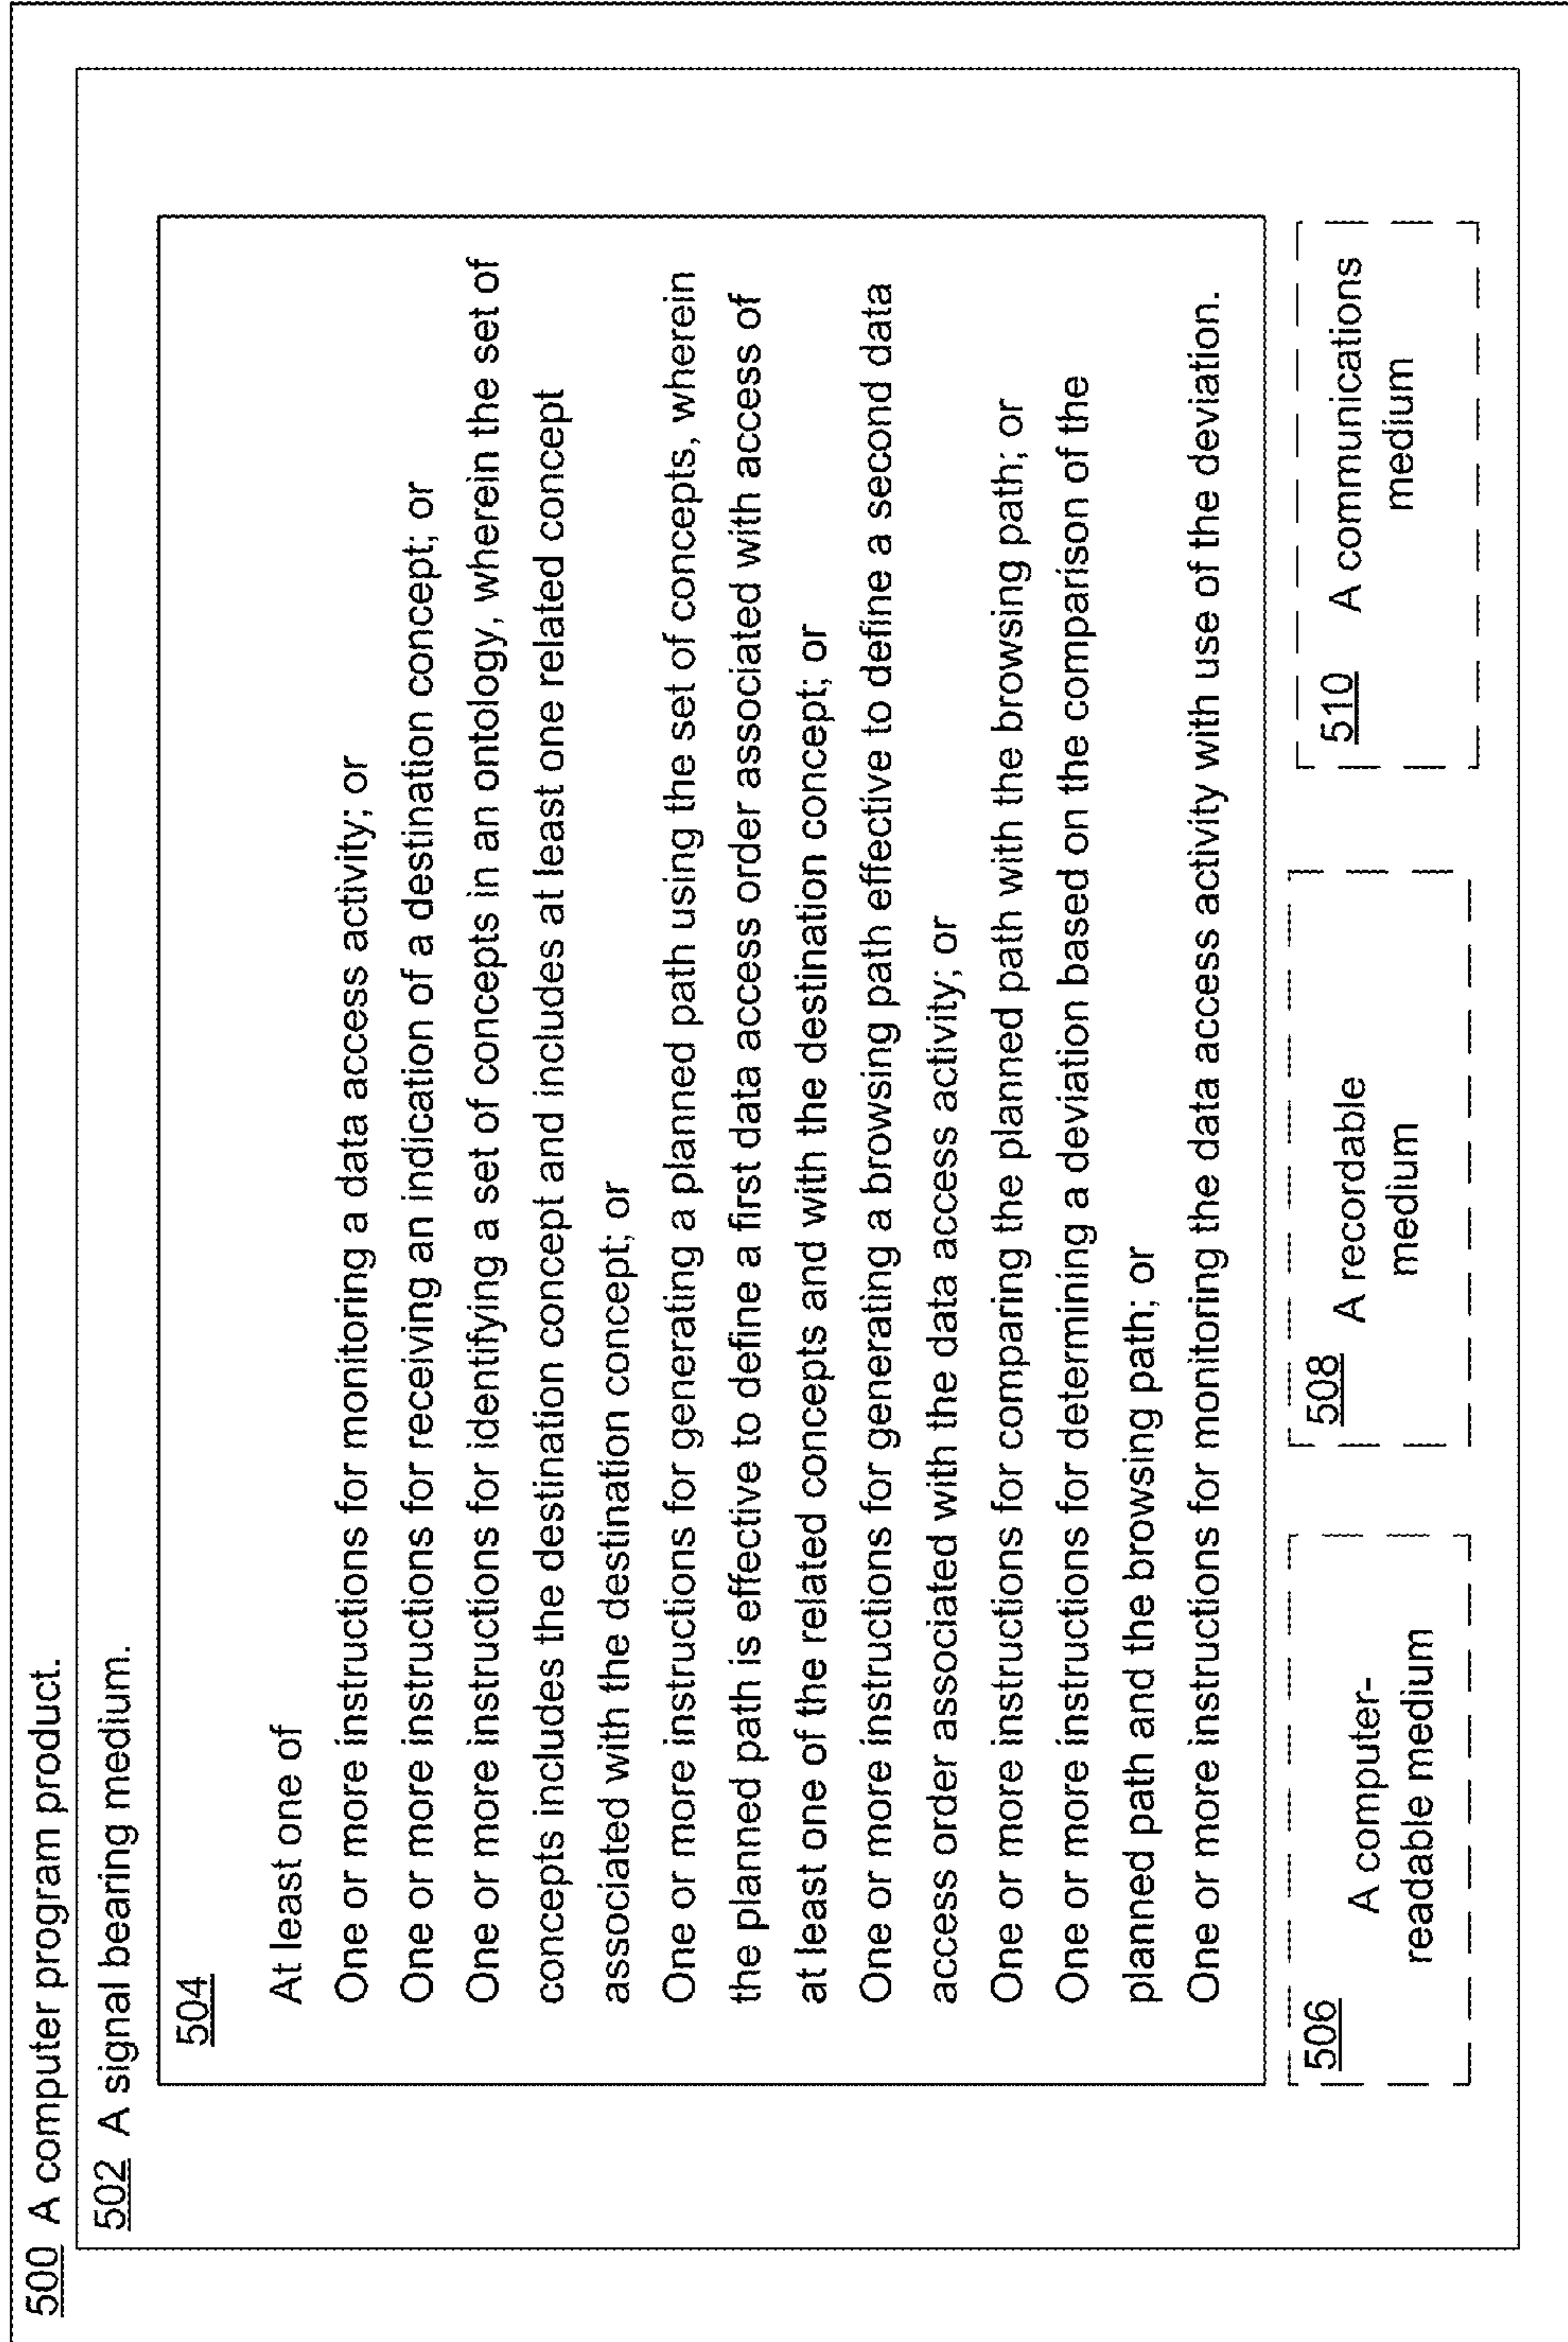 500 A computer program product.
502 A signal bearing medium.
504
At least one of
One or more instructions for monitoring a data access activity; or
One or more instructions for receiving an indication of a destination concept; or
One or more instructions for identifying a set of concepts in an ontology, wherein the set of
concepts includes the destination concept and includes at least one related concept
associated with the destination concept; or
One or more instructions for generating a planned path using the set of concepts, wherein
the planned path is effective to define a first data access order associated with access of
at least one of the related concepts and with the destination concept; or
One or more instructions for generating a browsing path effective to define a second data
access order associated with the data access activity; or
One or more instructions for comparing the planned path with the browsing path; or
One or more instructions for determining a deviation based on the comparison of the
planned path and the browsing path; or
One or more instructions for monitoring the data access activity with use of the deviation.
506
A computer-
readable medium
508 A recordable
medium
510 A communications
medium